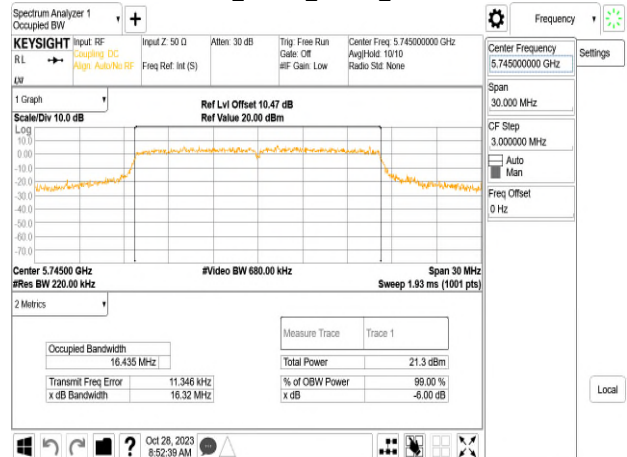 Spectrum Analyzer 1
Occupied BW
KEYSIGHT
RL
LXI
Input: RF
Coupling: DC
Align: Auto/No RF
Input Z: 50 Ω
Freq Ref: Int (S)
Atten: 30 dB
Trig: Free Run
Gate: Off
#IF Gain: Low
Center Freq: 5.745000000 GHz
Avg|Hold: 10/10
Radio Std: None
1 Graph
Scale/Div 10.0 dB
Ref Lvl Offset 10.47 dB
Ref Value 20.00 dBm
Log
10.0
0.00
-10.0
-20.0
-30.0
-40.0
-50.0
-60.0
-70.0
Center 5.74500 GHz
#Video BW 680.00 kHz
Span 30 MHz
#Res BW 220.00 kHz
Sweep 1.93 ms (1001 pts)
2 Metrics
Measure Trace Trace 1
Occupied Bandwidth
16.435 MHz
Total Power 21.3 dBm
Transmit Freq Error 11.346 kHz
% of OBW Power 99.00 %
x dB Bandwidth 16.32 MHz
x dB -6.00 dB
Oct 28, 2023
8:52:39 AM
Frequency
Center Frequency
5.745000000 GHz
Settings
Span
30.000 MHz
CF Step
3.000000 MHz
Auto
Man
Freq Offset
0 Hz
Local